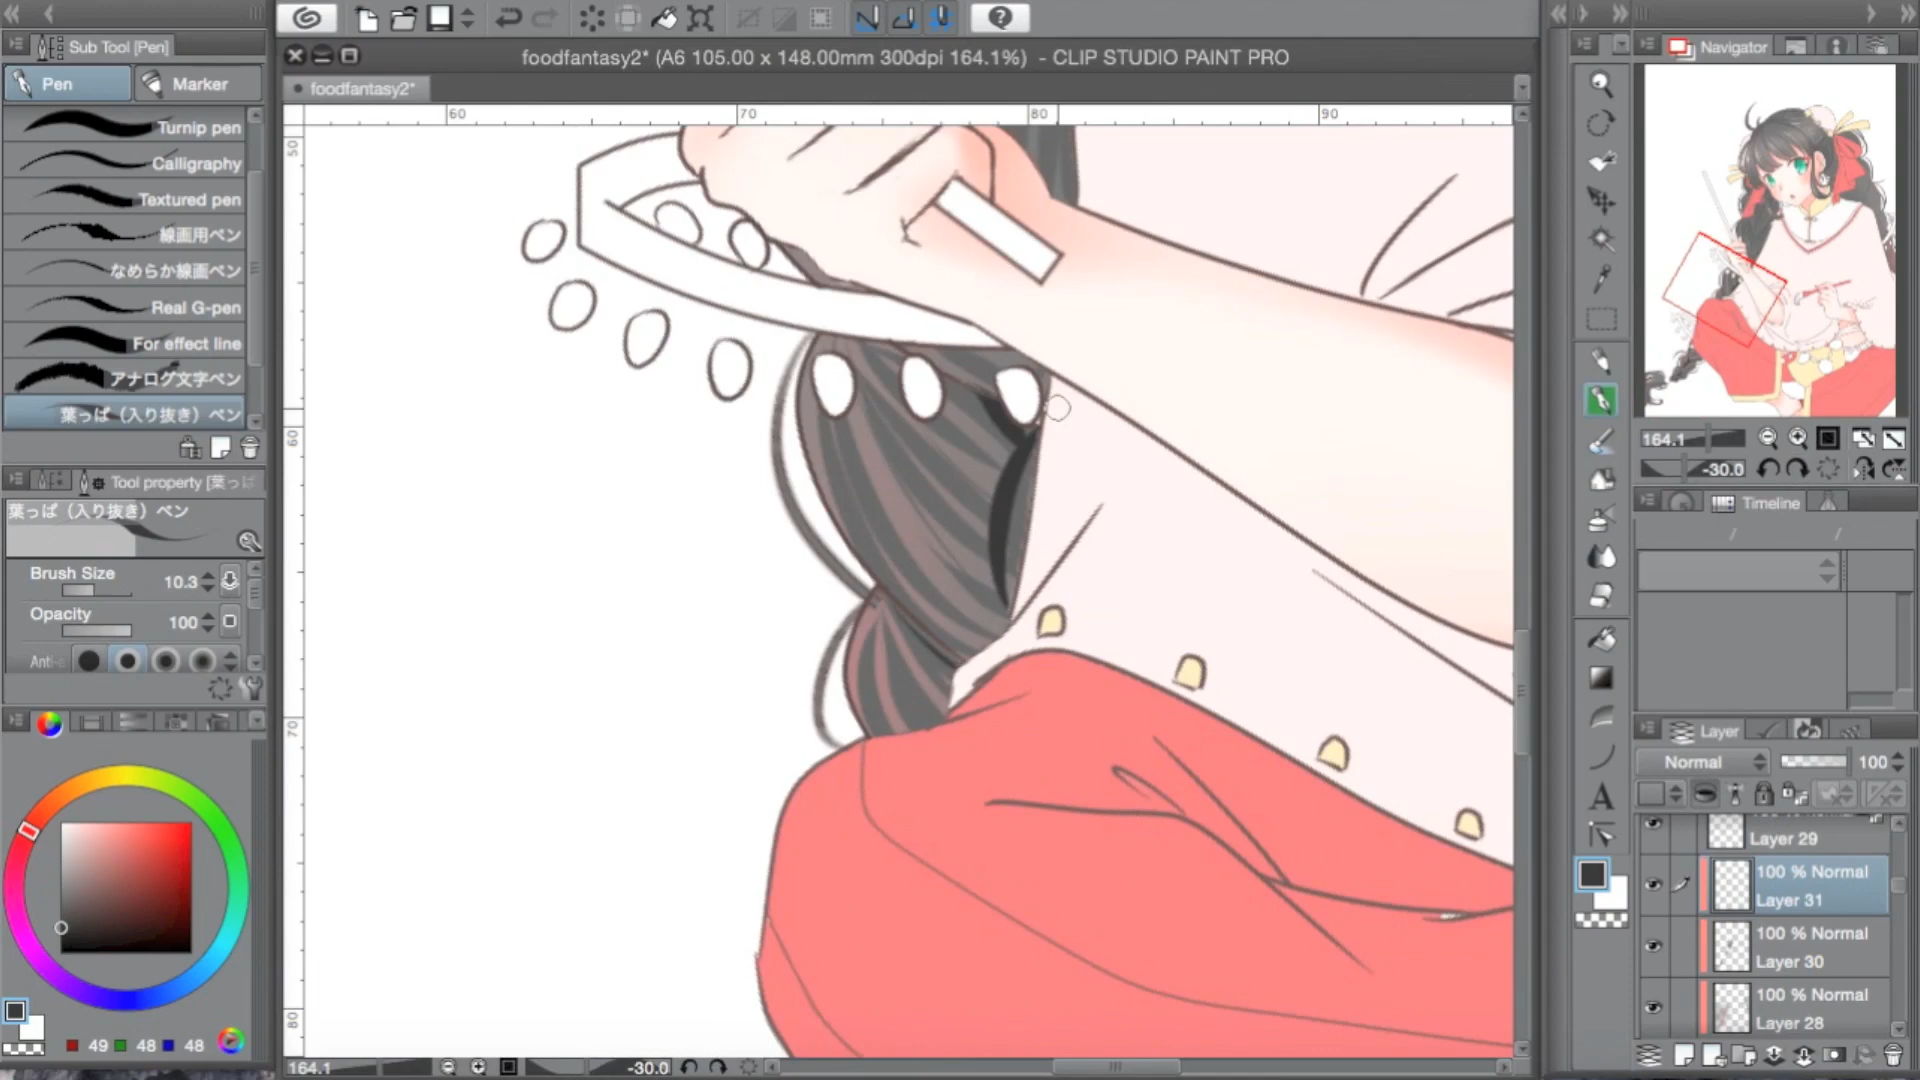 Sub Tool [Pen]
Pen
Marker
Turnip pen
Calligraphy
Textured pen
線画用ペン
なめらか線画ペン
Real G-pen
For effect line
アナログ文字ペン
葉っぱ（入り抜き）ペン
Tool property [葉っぱ
葉っぱ（入り抜き）ペン
Brush Size
10.3
Opacity
100
Anti-
49 48 48
foodfantasy2* (A6 105.00 x 148.00mm 300dpi 164.1%) - CLIP STUDIO PAINT PRO
foodfantasy2*
60 70 80 90
50
60
70
80
164.1
-30.0
Navigator
164.1
-30.0
Timeline
/ /
Layer
Normal
100
Layer 29
100 % Normal
Layer 31
100 % Normal
Layer 30
100 % Normal
Layer 28